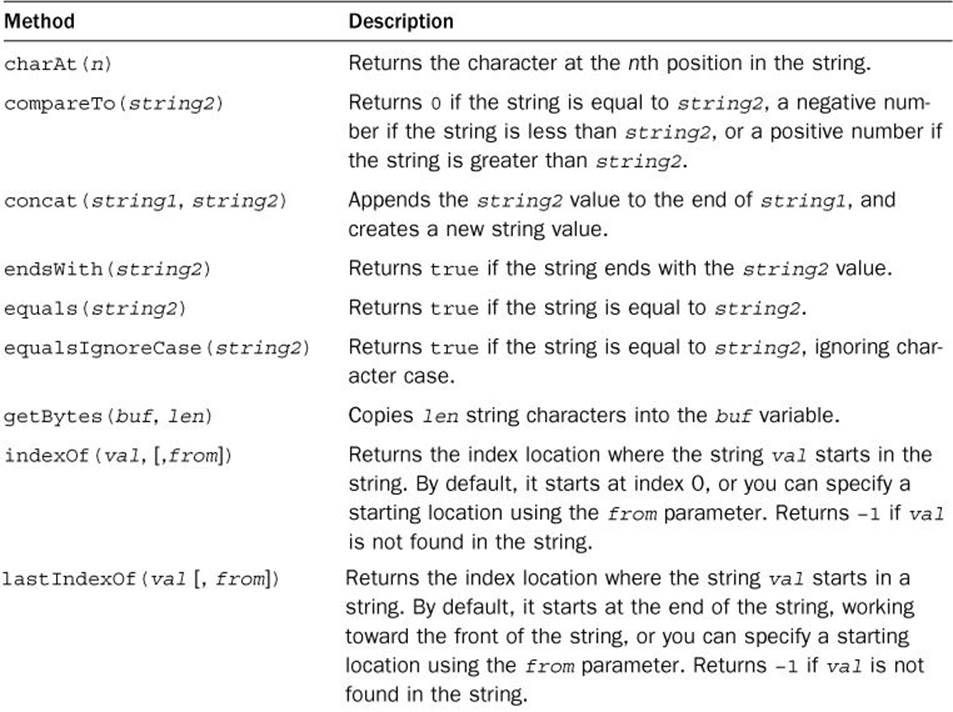 Method Description
charAt(n) Returns the character at the nth position in the string.
compareTo(string2) Returns 0 if the string is equal to string2, a negative num-
ber if the string is less than string2, or a positive number if
the string is greater than string2.
concat(string1, string2) Appends the string2 value to the end of string1, and
creates a new string value.
endsWith(string2) Returns true if the string ends with the string2 value.
equals(string2) Returns true if the string is equal to string2.
equalsIgnoreCase(string2) Returns true if the string is equal to string2, ignoring char-
acter case.
getBytes(buf, len) Copies len string characters into the buf variable.
indexOf(val, [,from]) Returns the index location where the string val starts in the
string. By default, it starts at index 0, or you can specify a
starting location using the from parameter. Returns –1 if val
is not found in the string.
lastIndexOf(val [, from]) Returns the index location where the string val starts in a
string. By default, it starts at the end of the string, working
toward the front of the string, or you can specify a starting
location using the from parameter. Returns –1 if val is not
found in the string.